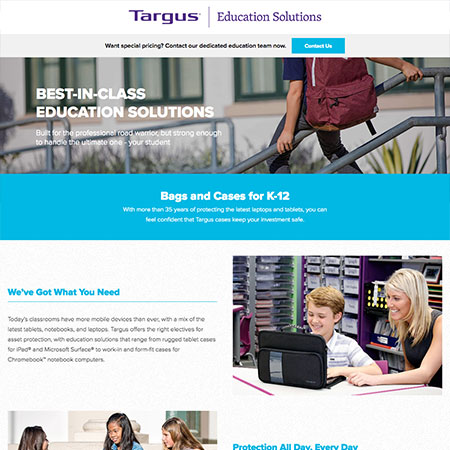 Targus® | Education Solutions
Want special pricing? Contact our dedicated education team now.
Contact Us
BEST-IN-CLASS
EDUCATION SOLUTIONS
Built for the professional road warrior, but strong enough
to handle the ultimate one - your student
Bags and Cases for K-12
With more than 35 years of protecting the latest laptops and tablets, you can
feel confident that Targus cases keep your investment safe.
We've Got What You Need
Today's classrooms have more mobile devices than ever, with a mix of the
latest tablets, notebooks, and laptops. Targus offers the right electives for
asset protection, with education solutions that range from rugged tablet cases
for iPad® and Microsoft Surface® to work-in and form-fit cases for
Chromebook™ notebook computers.
Protection All Day, Every Day